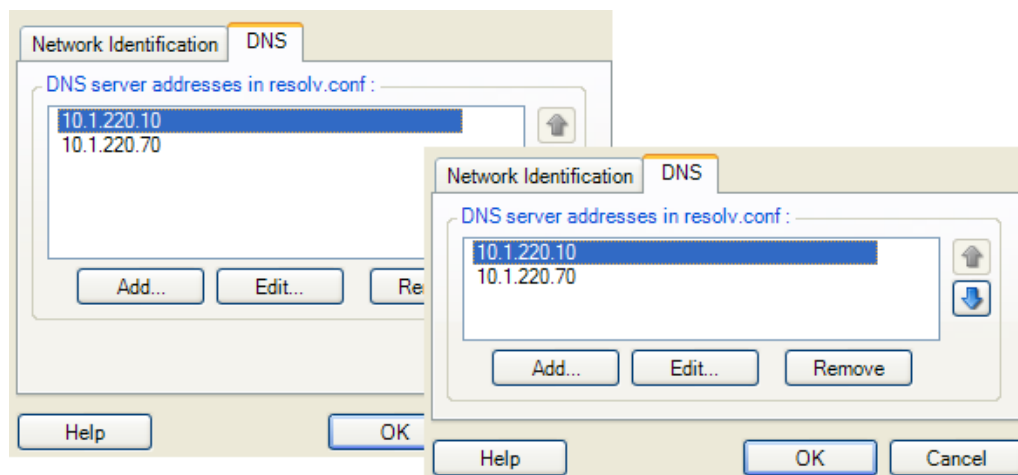 Network Identification DNS
DNS server addresses in resolv.conf :
10.1.220.10
10.1.220.70
Add... Edit...
Help OK
Network Identification DNS
DNS server addresses in resolv.conf :
10.1.220.10
10.1.220.70
Add... Edit... Remove
Help OK Cancel